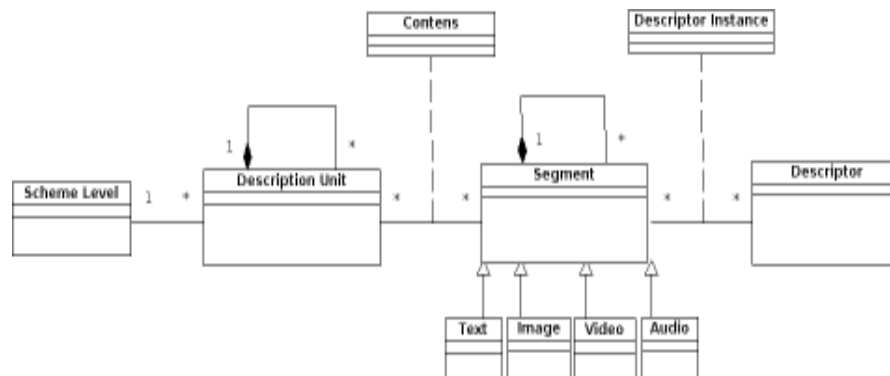 Contens
Descriptor Instance
1
*
1
*
Description Unit
Segment
Descriptor
Scheme Level
1
*
*
*
*
*
Text
Image
Video
Audio